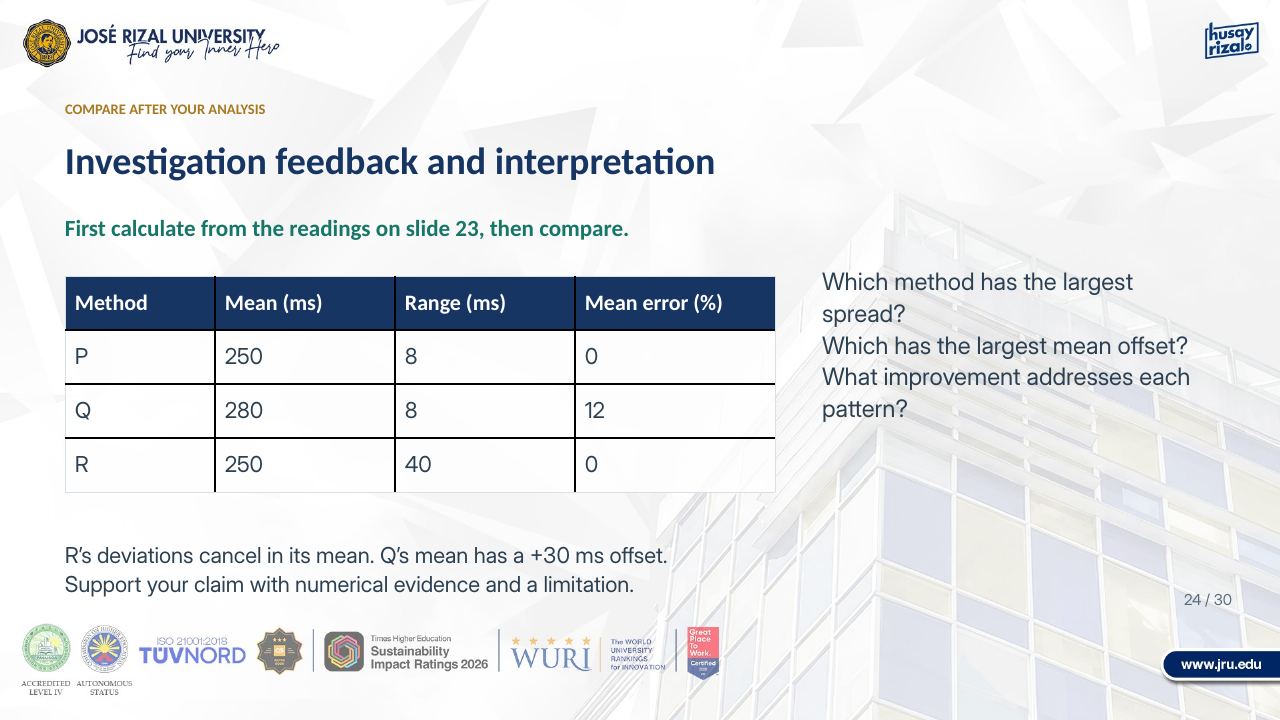 JOSÉ RIZAL UNIVERSITY
Find your Inner Hero
husay
rizal
COMPARE AFTER YOUR ANALYSIS
Investigation feedback and interpretation
First calculate from the readings on slide 23, then compare.
Method Mean (ms) Range (ms) Mean error (%)
P 250 8 0
Q 280 8 12
R 250 40 0
Which method has the largest
spread?
Which has the largest mean offset?
What improvement addresses each
pattern?
R’s deviations cancel in its mean. Q’s mean has a +30 ms offset.
Support your claim with numerical evidence and a limitation.
24 / 30
ACCREDITED
LEVEL IV
AUTONOMOUS
STATUS
ISO 21001:2018
TÜVNORD
Times Higher Education
Sustainability
Impact Ratings 2026
WURI
The WORLD
UNIVERSITY
RANKINGS
for INNOVATION
Great
Place
To
Work.
Certified
www.jru.edu